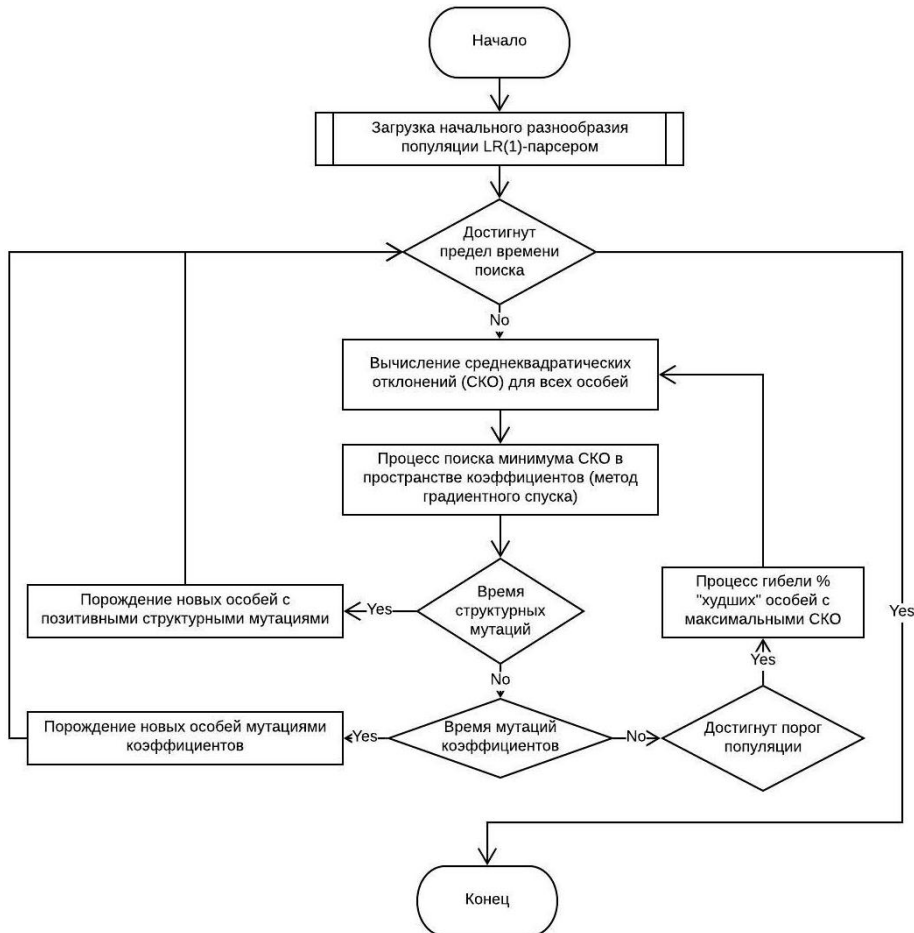 Начало
Загрузка начального разнообразия
популяции LR(1)-парсером
Достигнут
предел времени
поиска
No
Вычисление среднеквадратических
отклонений (СКО) для всех особей
Процесс поиска минимума СКО в
пространстве коэффициентов (метод
градиентного спуска)
Порождение новых особей с
позитивными структурными мутациями
Yes
Время
структурных
мутаций
Процесс гибели %
"худших" особей с
максимальными СКО
Yes
Yes
No
Порождение новых особей мутациями
коэффициентов
Yes
Время мутаций
коэффициентов
No
Достигнут порог
популяции
Конец